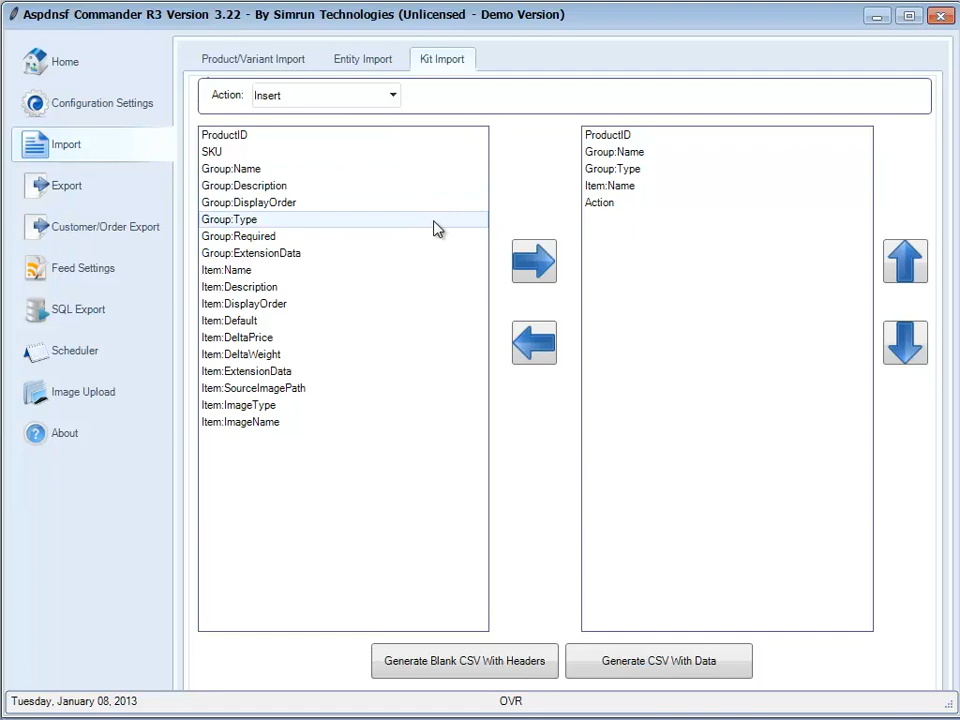 Aspdnsf Commander R3 Version 3.22 - By Simrun Technologies (Unlicensed - Demo Version)
Home
Configuration Settings
Import
Export
Customer/Order Export
Feed Settings
SQL Export
Scheduler
Image Upload
About
Product/Variant Import
Entity Import
Kit Import
Action: Insert
ProductID
SKU
Group:Name
Group:Description
Group:DisplayOrder
Group:Type
Group:Required
Group:ExtensionData
Item:Name
Item:Description
Item:DisplayOrder
Item:Default
Item:DeltaPrice
Item:DeltaWeight
Item:ExtensionData
Item:SourceImagePath
Item:ImageType
Item:ImageName
ProductID
Group:Name
Group:Type
Item:Name
Action
Generate Blank CSV With Headers
Generate CSV With Data
Tuesday, January 08, 2013
OVR